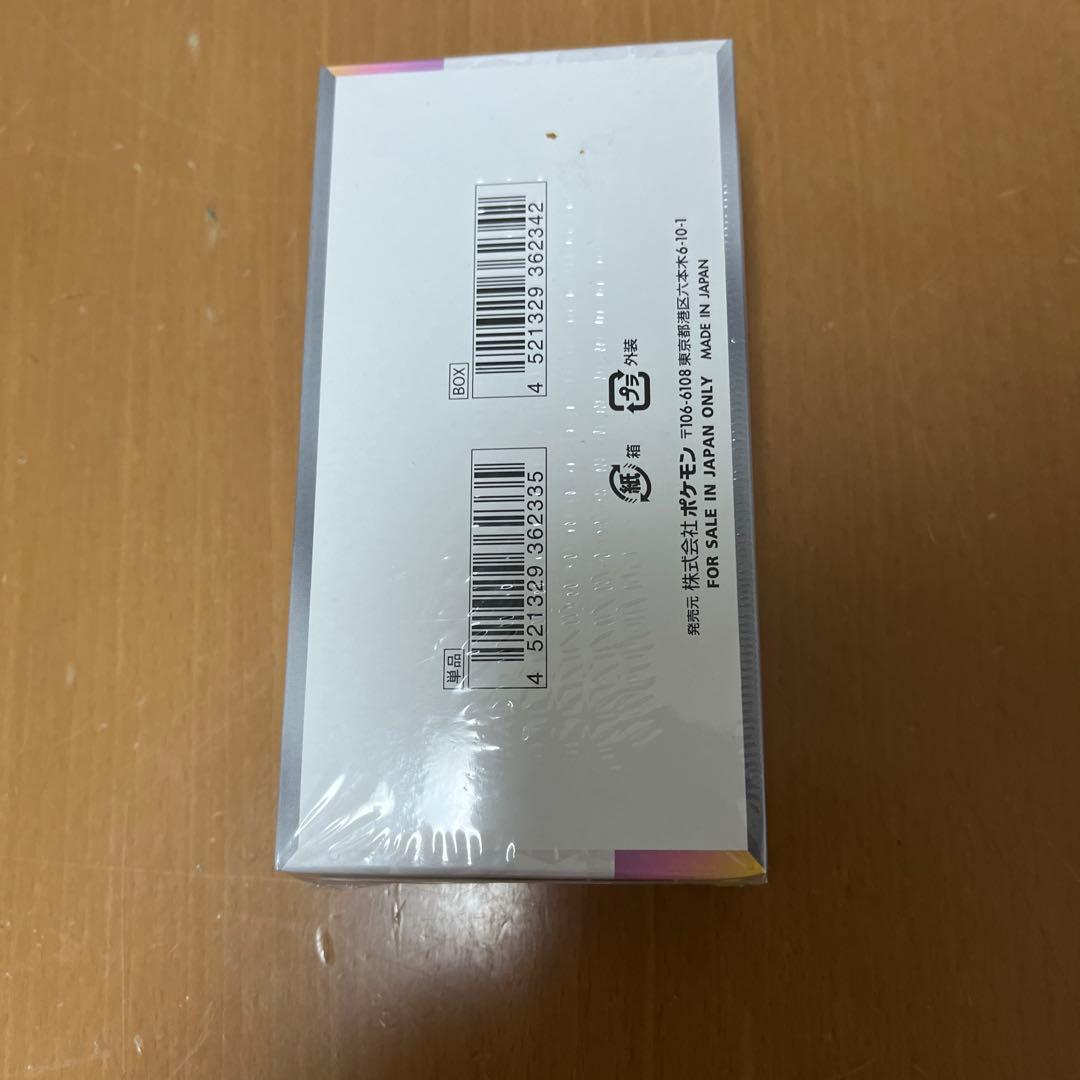 単品
4 521329 362335
BOX
4 521329 362342
紙 箱
プラ 外装
発売元 株式会社 ポケモン 〒106-6108 東京都港区六本木6-10-1
FOR SALE IN JAPAN ONLY MADE IN JAPAN